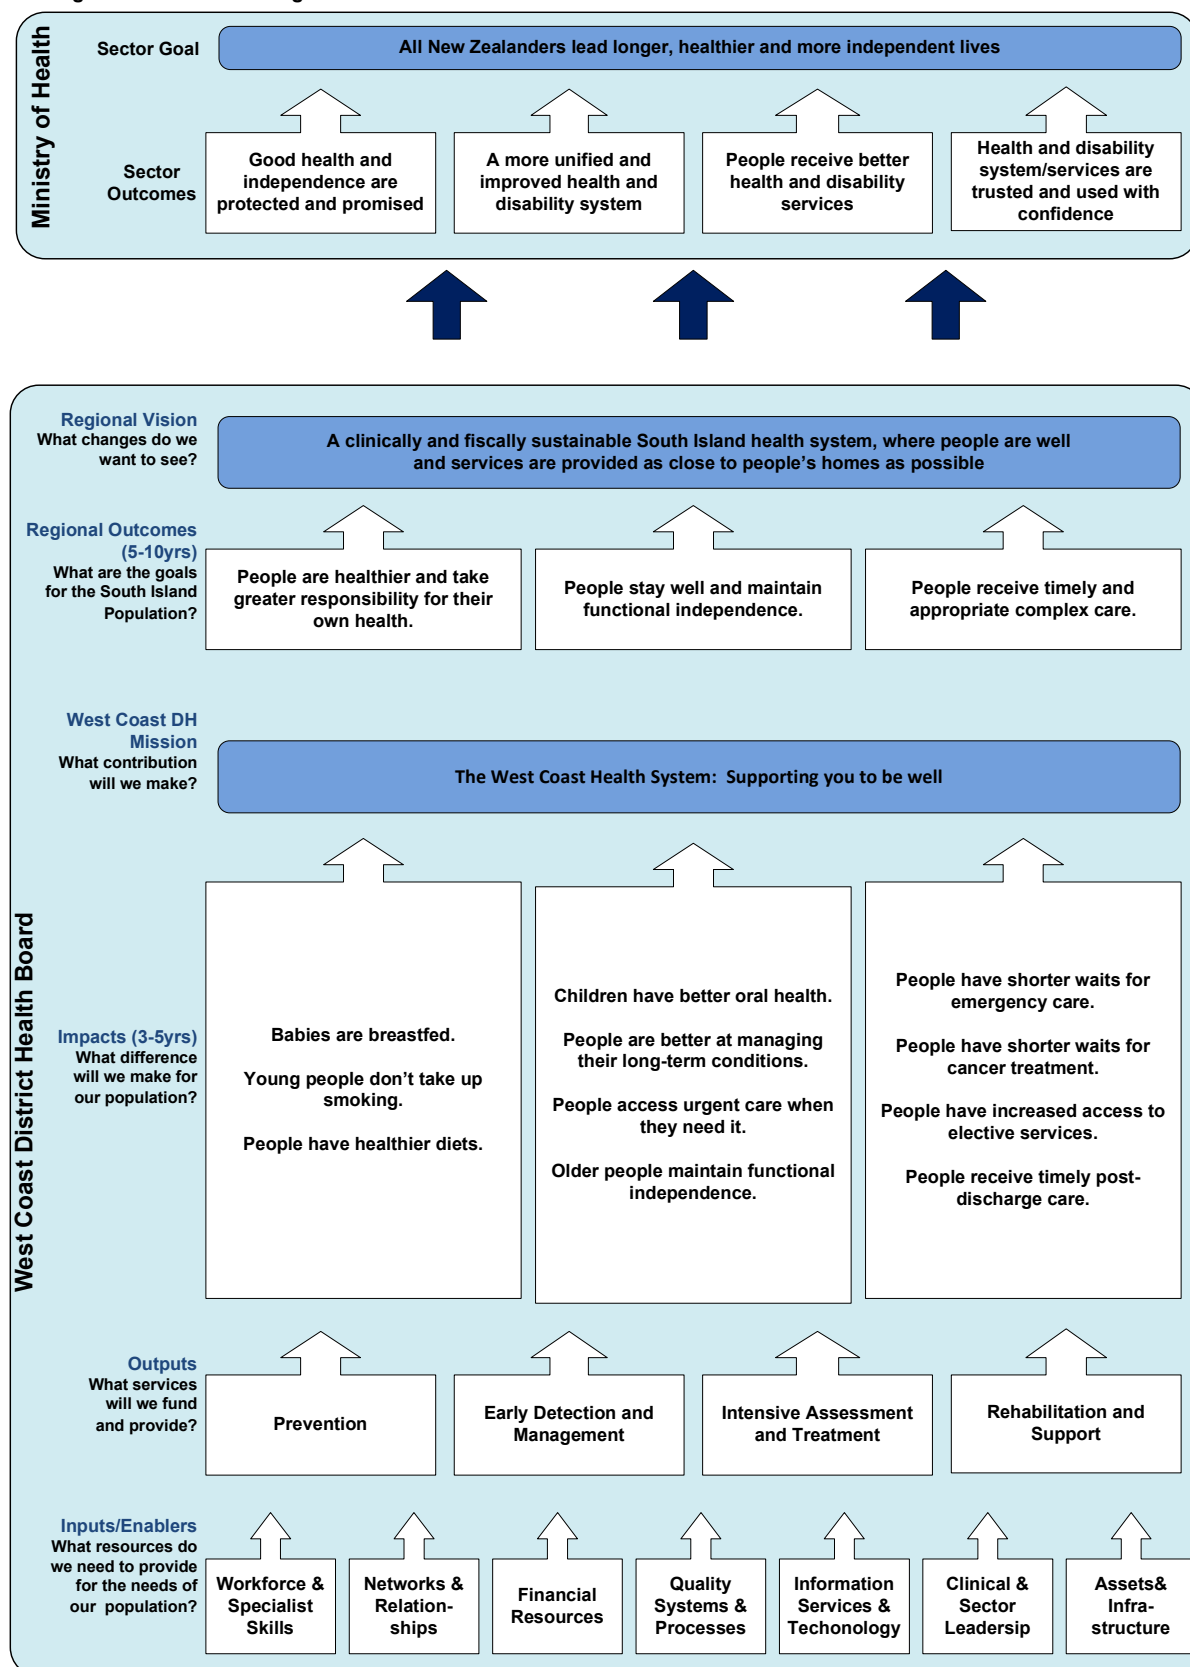 Ministry of Health
Sector Goal
All New Zealanders lead longer, healthier and more independent lives
Sector
Outcomes
Good health and
independence are
protected and promised
A more unified and
improved health and
disability system
People receive better
health and disability
services
Health and disability
system/services are
trusted and used with
confidence
West Coast District Health Board
Regional Vision
What changes do we
want to see?
A clinically and fiscally sustainable South Island health system, where people are well
and services are provided as close to people's homes as possible
Regional Outcomes
(5-10yrs)
What are the goals
for the South Island
Population?
People are healthier and take
greater responsibility for their
own health.
People stay well and maintain
functional independence.
People receive timely and
appropriate complex care.
West Coast DH
Mission
What contribution
will we make?
The West Coast Health System:  Supporting you to be well
Impacts (3-5yrs)
What difference
will we make for
our population?
Babies are breastfed.
Young people don't take up
smoking.
People have healthier diets.
Children have better oral health.
People are better at managing
their long-term conditions.
People access urgent care when
they need it.
Older people maintain functional
independence.
People have shorter waits for
emergency care.
People have shorter waits for
cancer treatment.
People have increased access to
elective services.
People receive timely post-
discharge care.
Outputs
What services
will we fund
and provide?
Prevention
Early Detection and
Management
Intensive Assessment
and Treatment
Rehabilitation and
Support
Inputs/Enablers
What resources do
we need to provide
for the needs of
our  population?
Workforce &
Specialist
Skills
Networks &
Relation-
ships
Financial
Resources
Quality
Systems &
Processes
Information
Services &
Techonology
Clinical &
Sector
Leadersip
Assets&
Infra-
structure